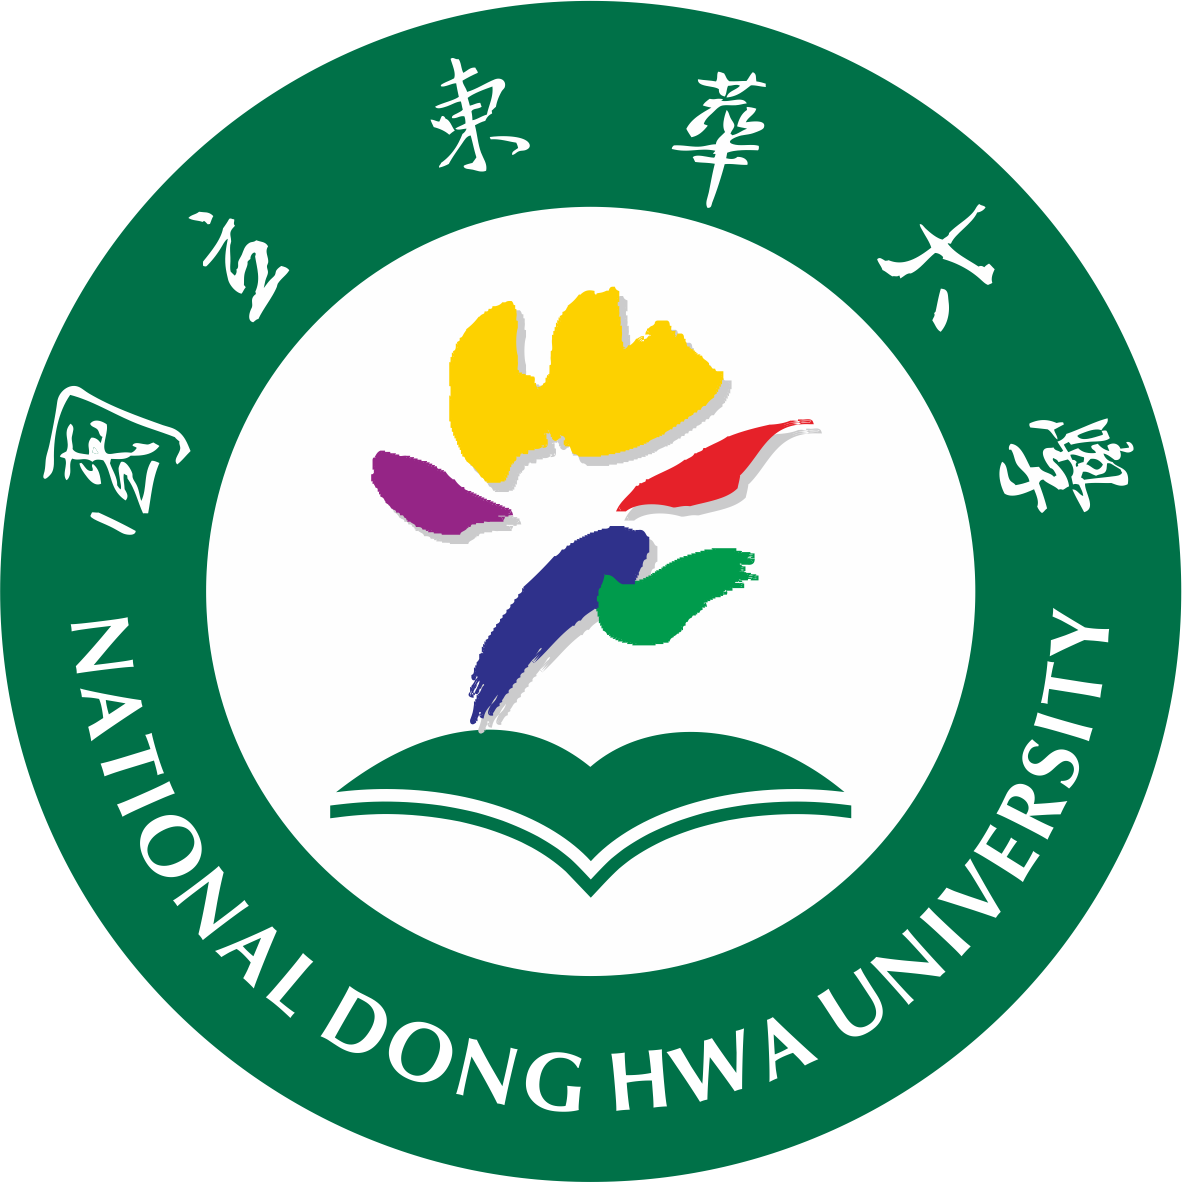 國立東華大學
NATIONAL DONG HWA UNIVERSITY